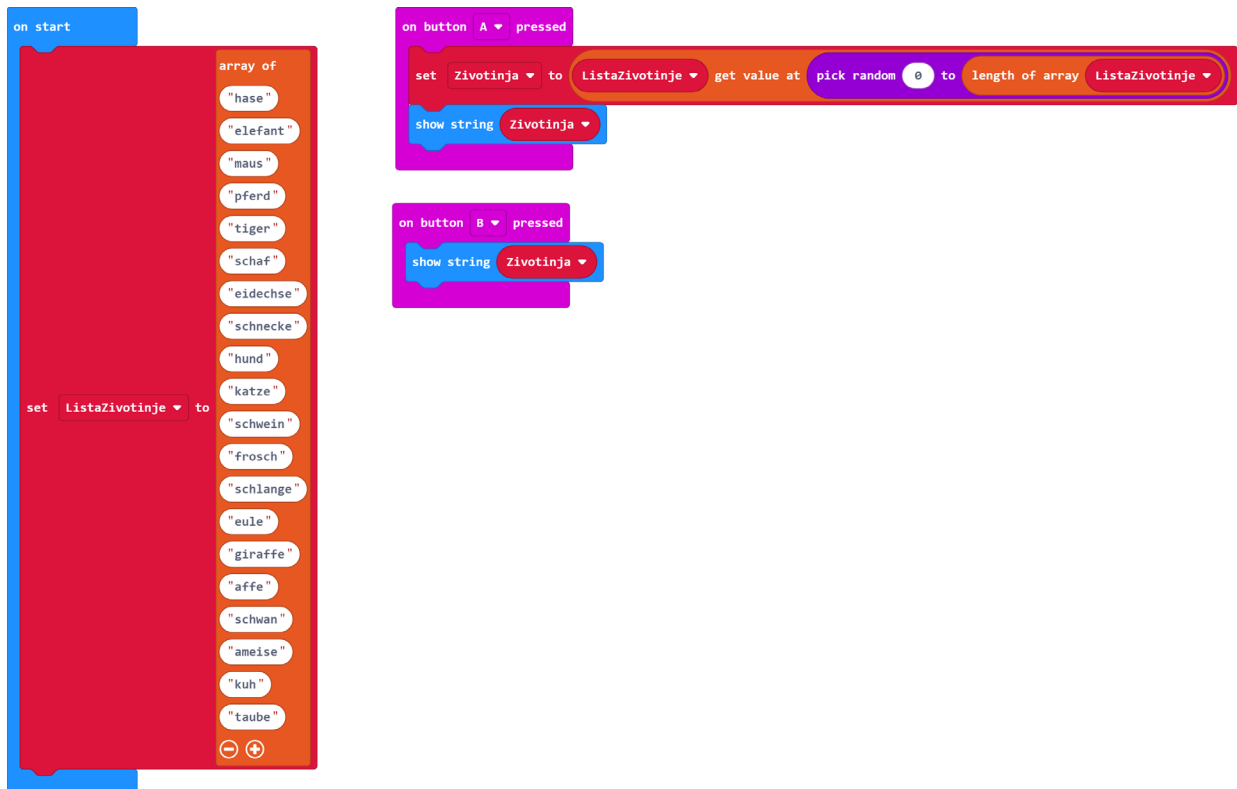 on start
set ListaZivotinje to
array of
"hase"
"elefant"
"maus"
"pferd"
"tiger"
"schaf"
"eidechse"
"schnecke"
"hund"
"katze"
"schwein"
"frosch"
"schlange"
"eule"
"giraffe"
"affe"
"schwan"
"ameise"
"kuh"
"taube"
on button A pressed
set Zivotinja to ListaZivotinje get value at pick random 0 to length of array ListaZivotinje
show string Zivotinja
on button B pressed
show string Zivotinja